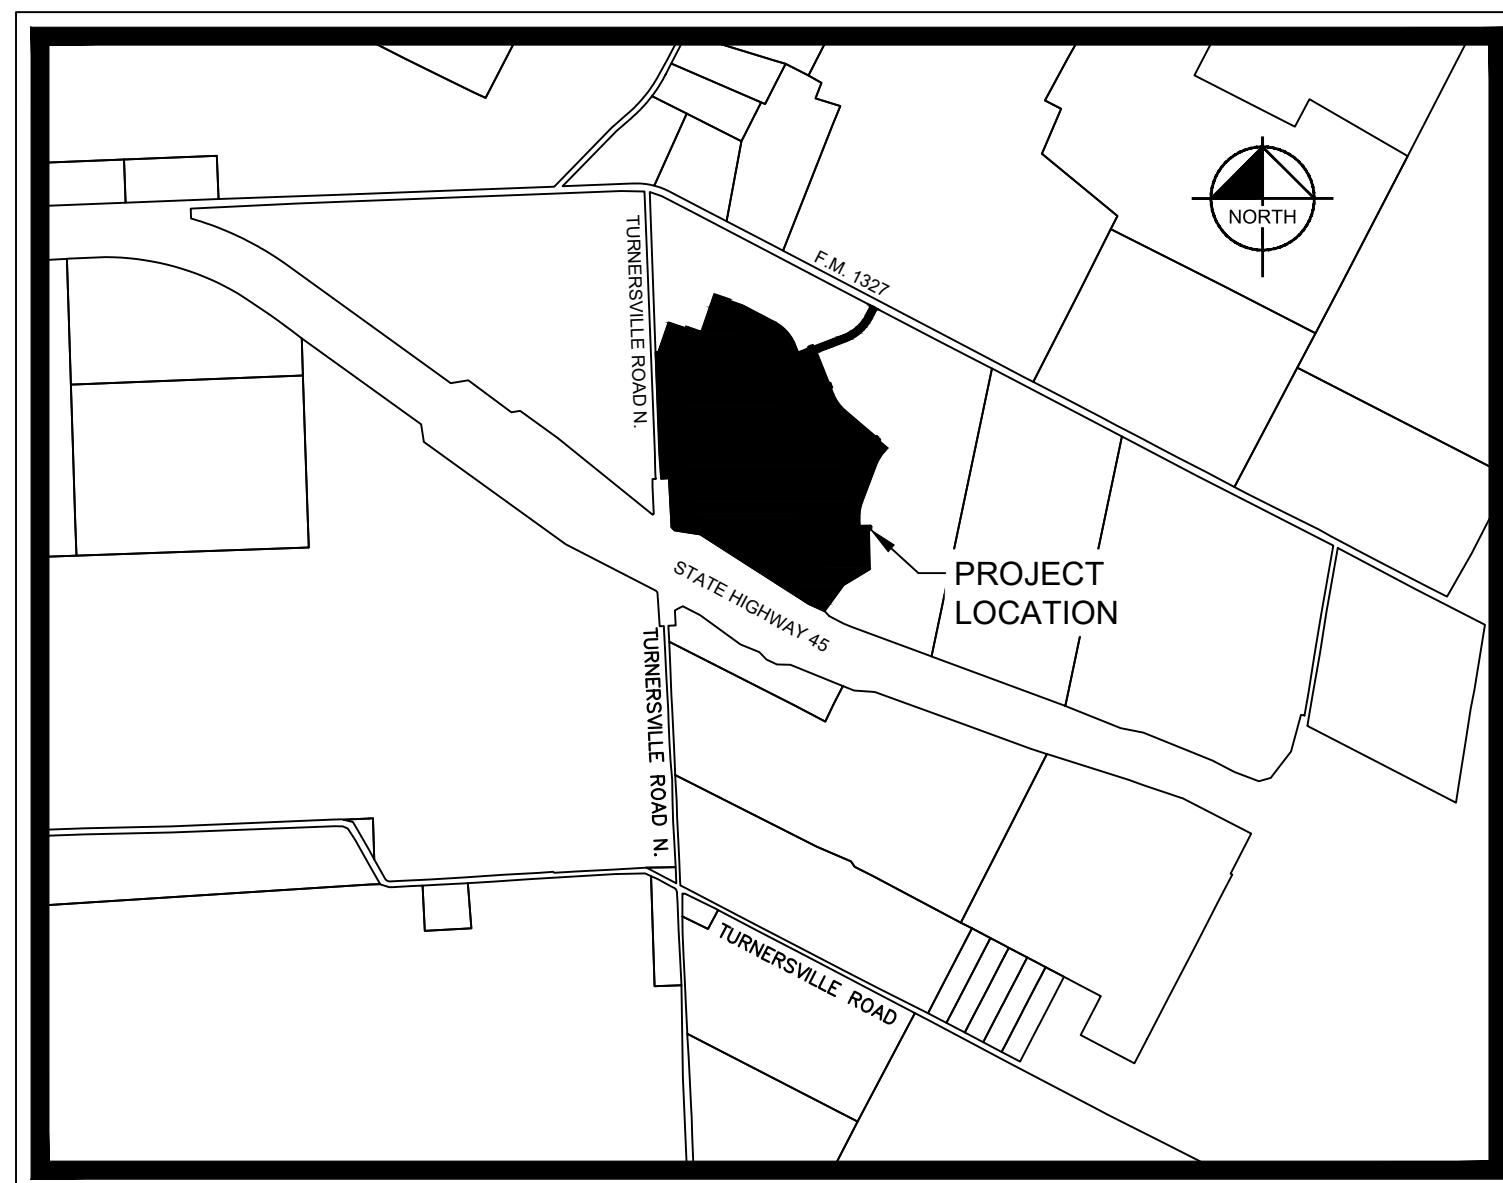 NORTH
F.M. 1327
TURNERSVILLE ROAD N.
PROJECT
LOCATION
STATE HIGHWAY 45
TURNERSVILLE ROAD N.
TURNERSVILLE ROAD